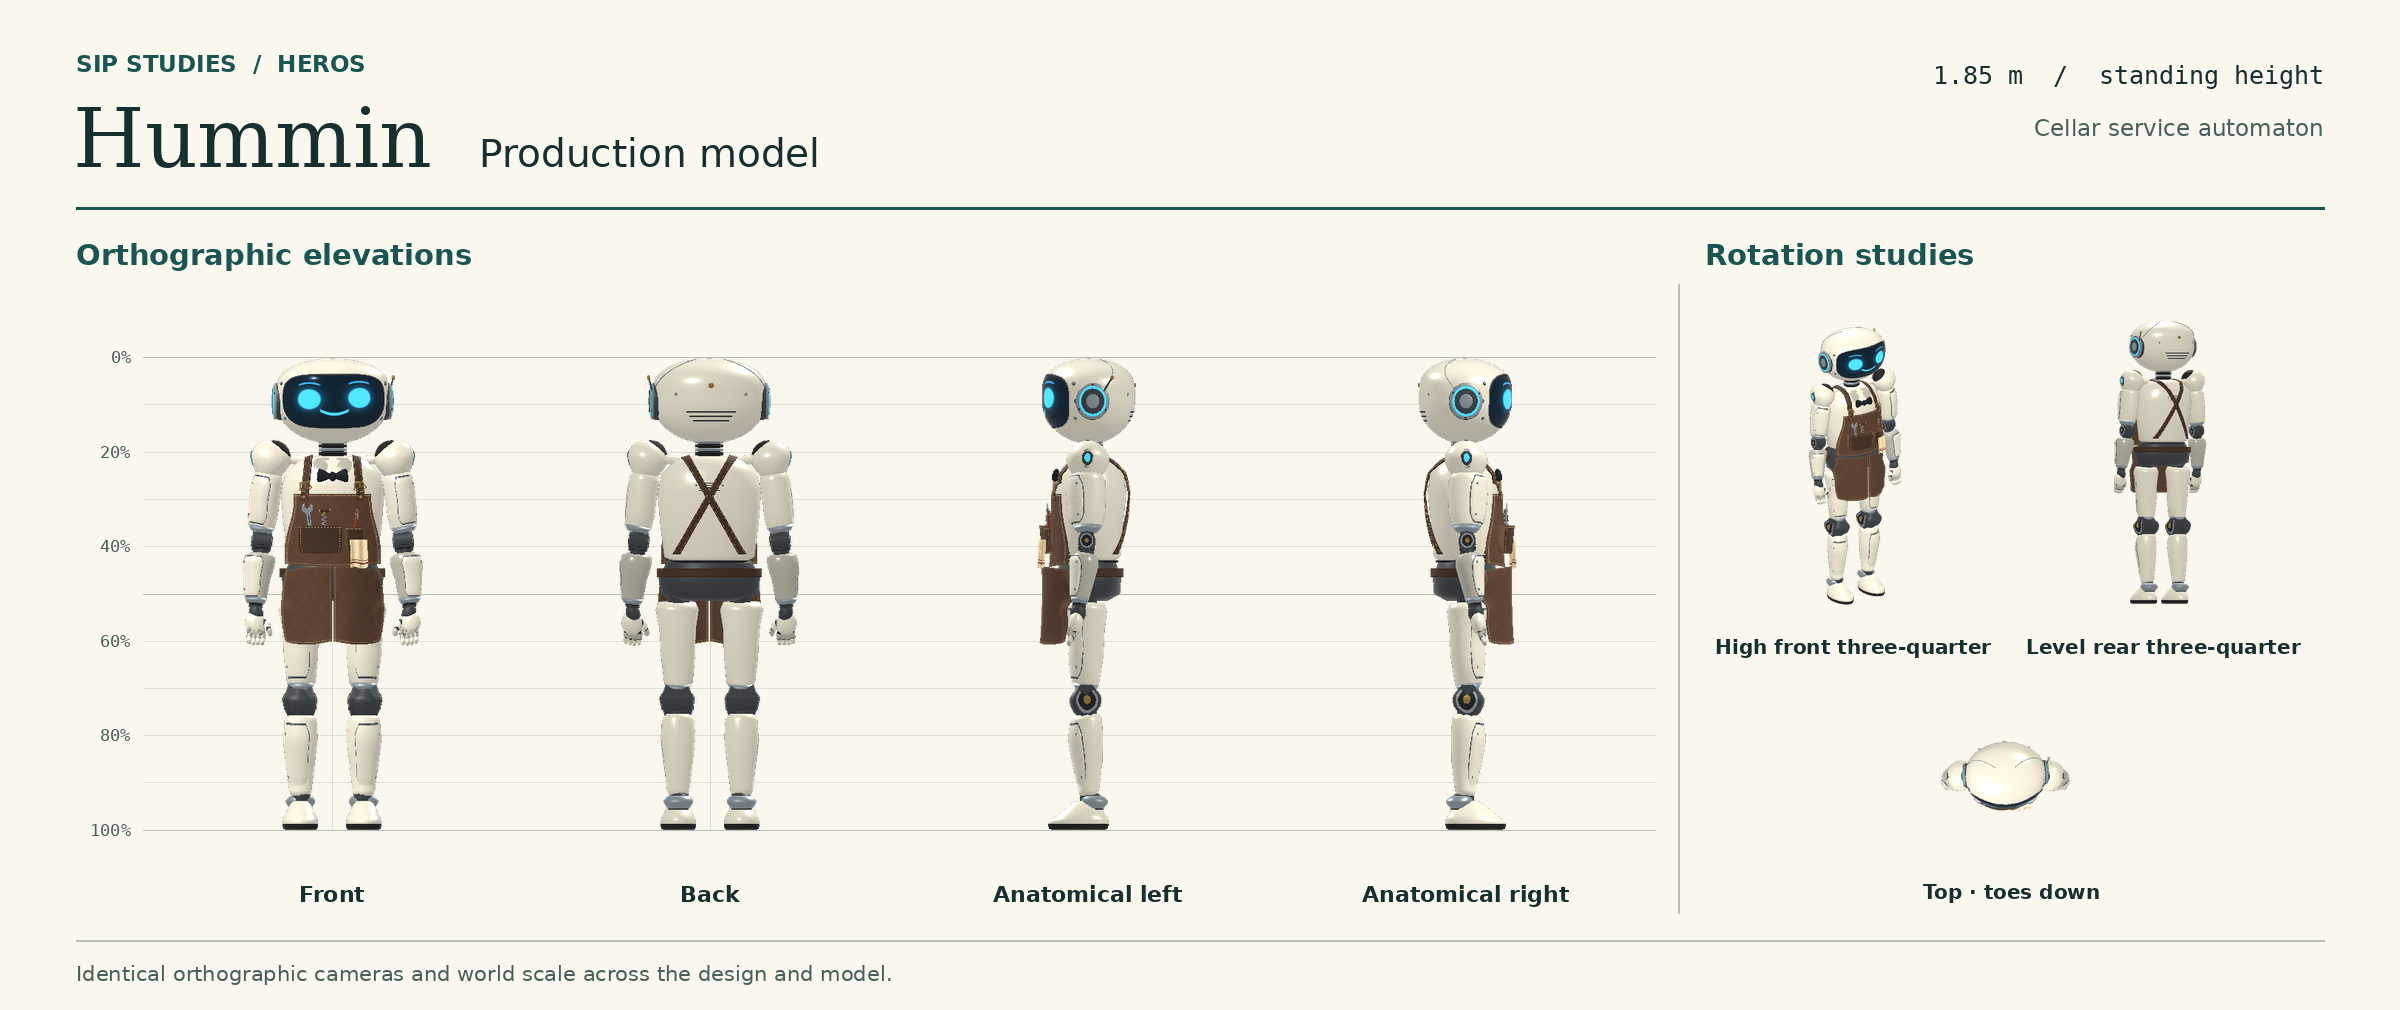 SIP STUDIES / HEROS
1.85 m / standing height
Hummin Production model
Cellar service automaton
Orthographic elevations
Rotation studies
0%
20%
40%
60%
80%
100%
High front three-quarter
Level rear three-quarter
Front
Back
Anatomical left
Anatomical right
Top · toes down
Identical orthographic cameras and world scale across the design and model.